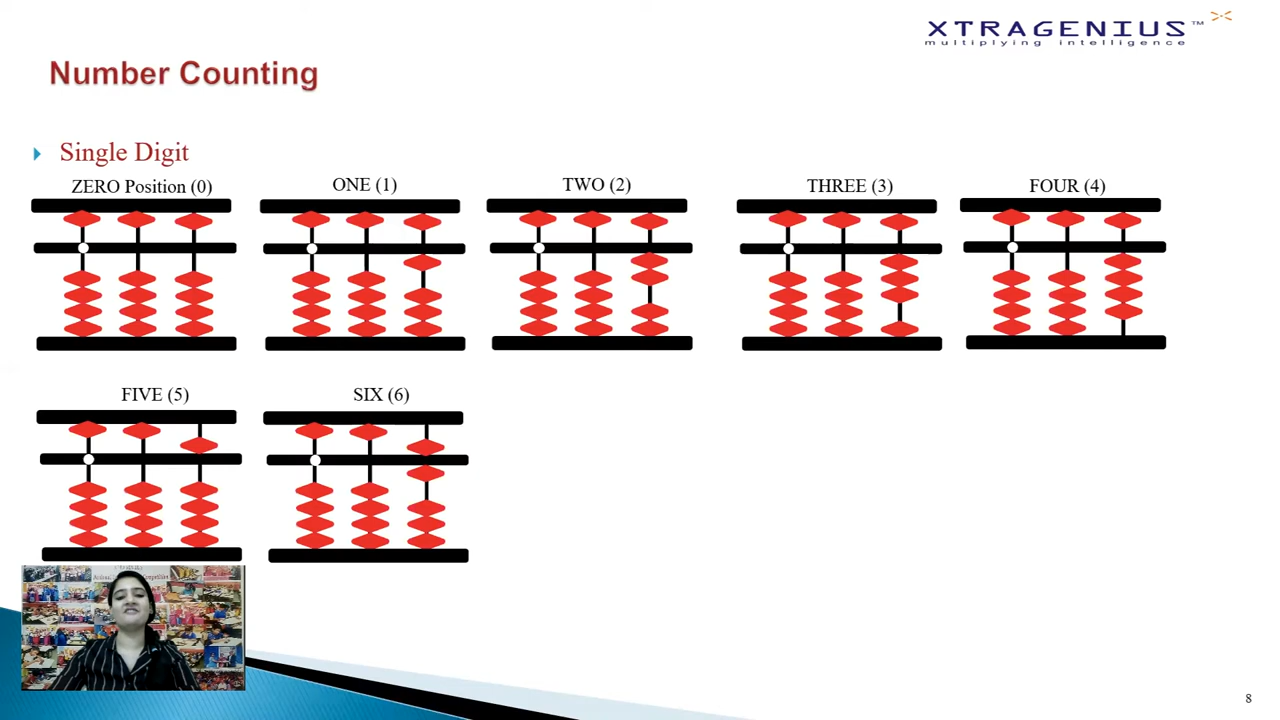 XTRAGENIUS™
multiplying intelligence
Number Counting
Single Digit
ZERO Position (0)
ONE (1)
TWO (2)
THREE (3)
FOUR (4)
FIVE (5)
SIX (6)
8